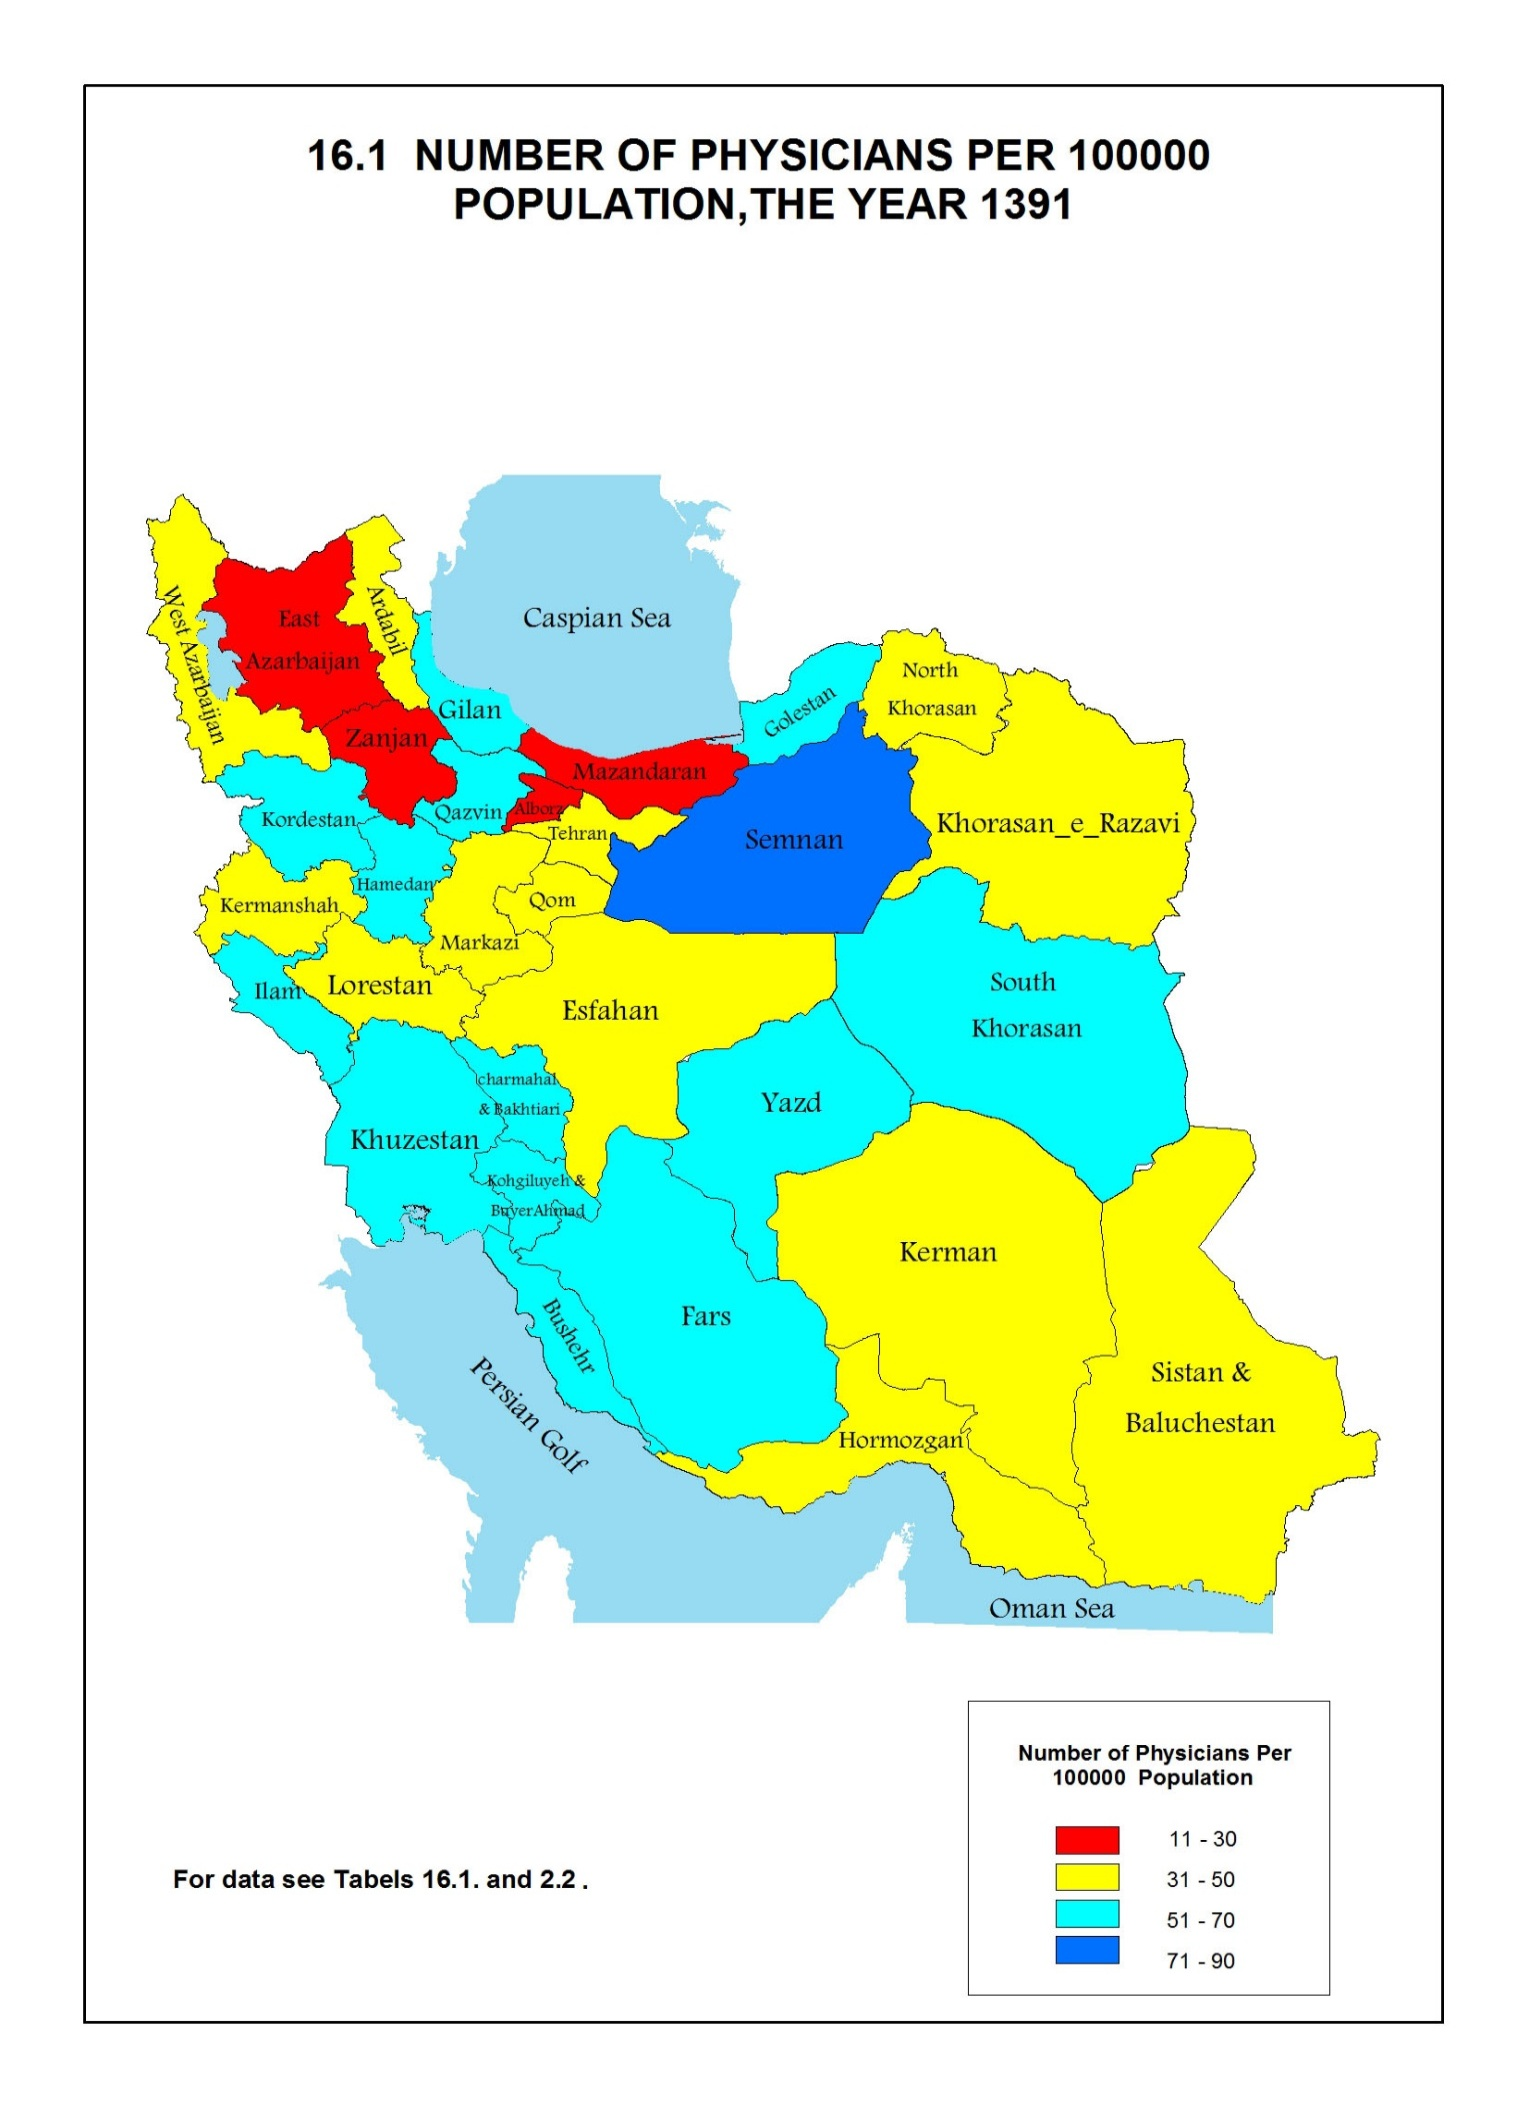 16.1 NUMBER OF PHYSICIANS PER 100000
POPULATION,THE YEAR 1391
Caspian Sea
West Azarbaijan
East
Azarbaijan
Ardabil
Gilan
Zanjan
Golestan
North
Khorasan
Mazandaran
Kordestan
Qazvin
Alborz
Tehran
Semnan
Khorasan_e_Razavi
Hamedan
Kermanshah
Qom
Markazi
Ilam
Lorestan
Esfahan
South
Khorasan
charmahal
& Bakhtiari
Yazd
Khuzestan
Kohgiluyeh &
BuyerAhmad
Kerman
Bushehr
Fars
Persian Golf
Sistan &
Baluchestan
Hormozgan
Oman Sea
Number of Physicians Per
100000 Population
11 - 30
31 - 50
51 - 70
71 - 90
For data see Tabels 16.1. and 2.2 .